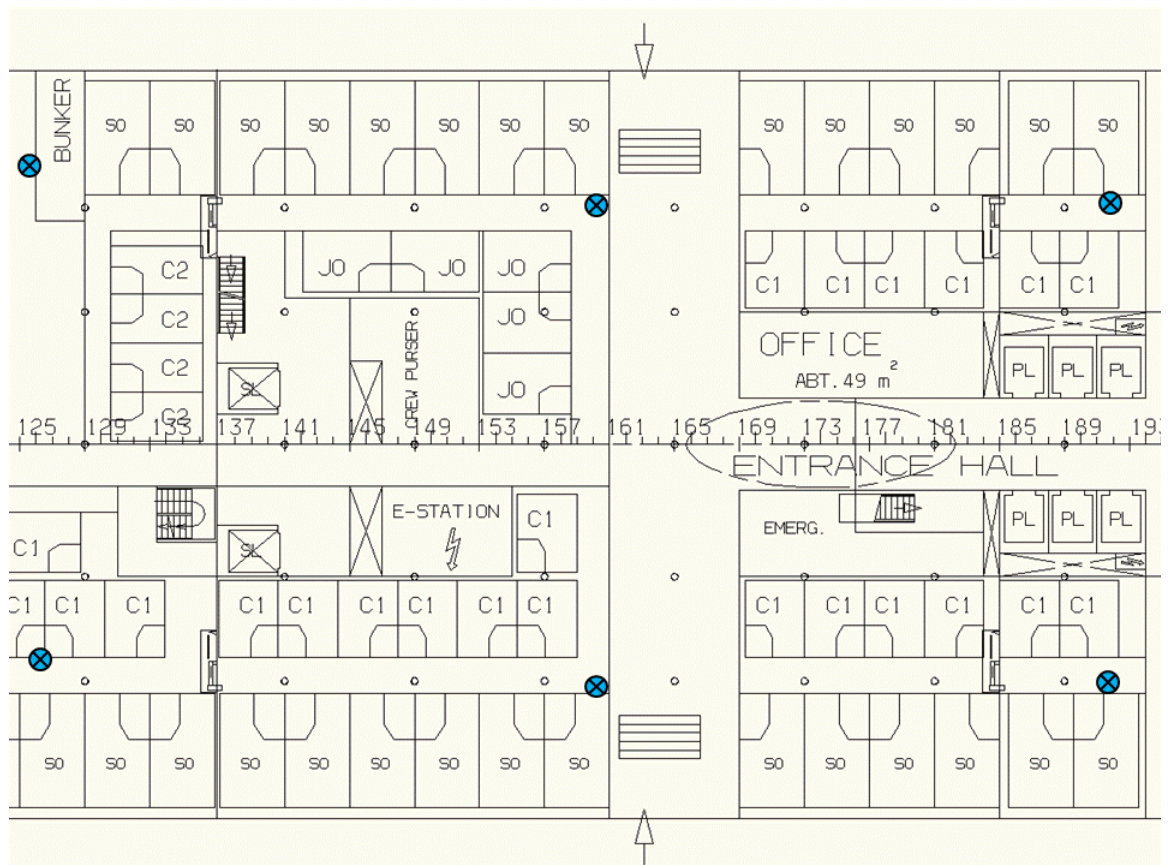 BUNKER
SO SO SO SO SO SO SO SO SO SO SO SO SO SO
C2 JO JO JO C1 C1 C1 C1 C1 C1
C2 JO
CREW PURSER
OFFICE
ABT. 49 m²
C2 SL JO PL PL PL
C2
125 129 133 137 141 145 149 153 157 161 165 169 173 177 181 185 189 193
ENTRANCE HALL
E-STATION
C1 SL C1 EMERG. PL PL PL
C1 C1 C1 C1 C1 C1 C1 C1 C1 C1 C1 C1 C1 C1 C1
SO SO SO SO SO SO SO SO SO SO SO SO SO SO SO